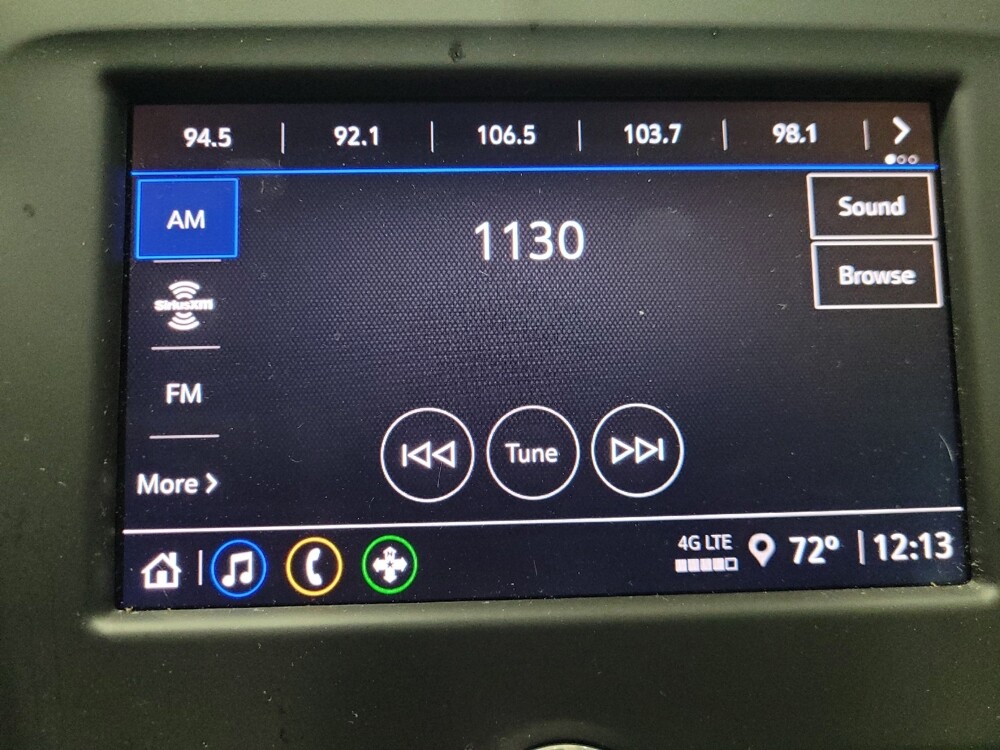 94.5 92.1 106.5 103.7 98.1
AM
1130
Sound
SiriusXM
Browse
FM
Tune
More
4G LTE
72° 12:13